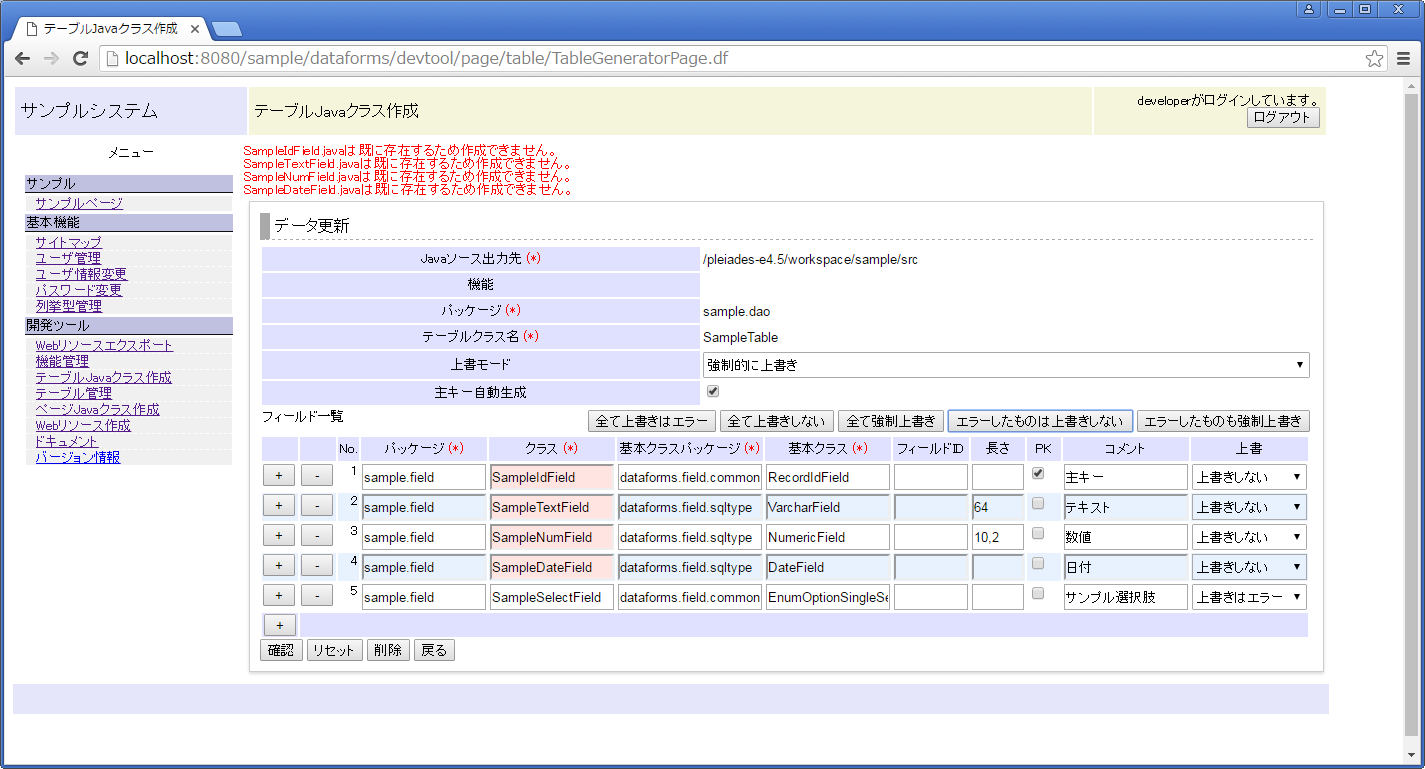 テーブルJavaクラス作成
localhost:8080/sample/dataforms/devtool/page/table/TableGeneratorPage.df
サンプルシステム
テーブルJavaクラス作成
developerがログインしています。
ログアウト
メニュー
サンプル
サンプルページ
基本機能
サイトマップ
ユーザ管理
ユーザ情報変更
パスワード変更
列挙型管理
開発ツール
Webリソースエクスポート
機能管理
テーブルJavaクラス作成
テーブル管理
ページJavaクラス作成
Webリソース作成
ドキュメント
バージョン情報
SampleIdField.javaは既に存在するため作成できません。
SampleTextField.javaは既に存在するため作成できません。
SampleNumField.javaは既に存在するため作成できません。
SampleDateField.javaは既に存在するため作成できません。
データ更新
Javaソース出力先 (*) /pleiades-e4.5/workspace/sample/src
機能
パッケージ (*) sample.dao
テーブルクラス名 (*) SampleTable
上書モード 強制的に上書き
主キー自動生成
フィールド一覧 全て上書きはエラー 全て上書きしない 全て強制上書き エラーしたものは上書きしない エラーしたものも強制上書き
No. パッケージ (*) クラス (*) 基本クラスパッケージ (*) 基本クラス (*) フィールドID 長さ PK コメント 上書
+ - 1 sample.field SampleIdField dataforms.field.common RecordIdField 主キー 上書きしない
+ - 2 sample.field SampleTextField dataforms.field.sqltype VarcharField 64 テキスト 上書きしない
+ - 3 sample.field SampleNumField dataforms.field.sqltype NumericField 10,2 数値 上書きしない
+ - 4 sample.field SampleDateField dataforms.field.sqltype DateField 日付 上書きしない
+ - 5 sample.field SampleSelectField dataforms.field.common EnumOptionSingleSe サンプル選択肢 上書きはエラー
+
確認 リセット 削除 戻る